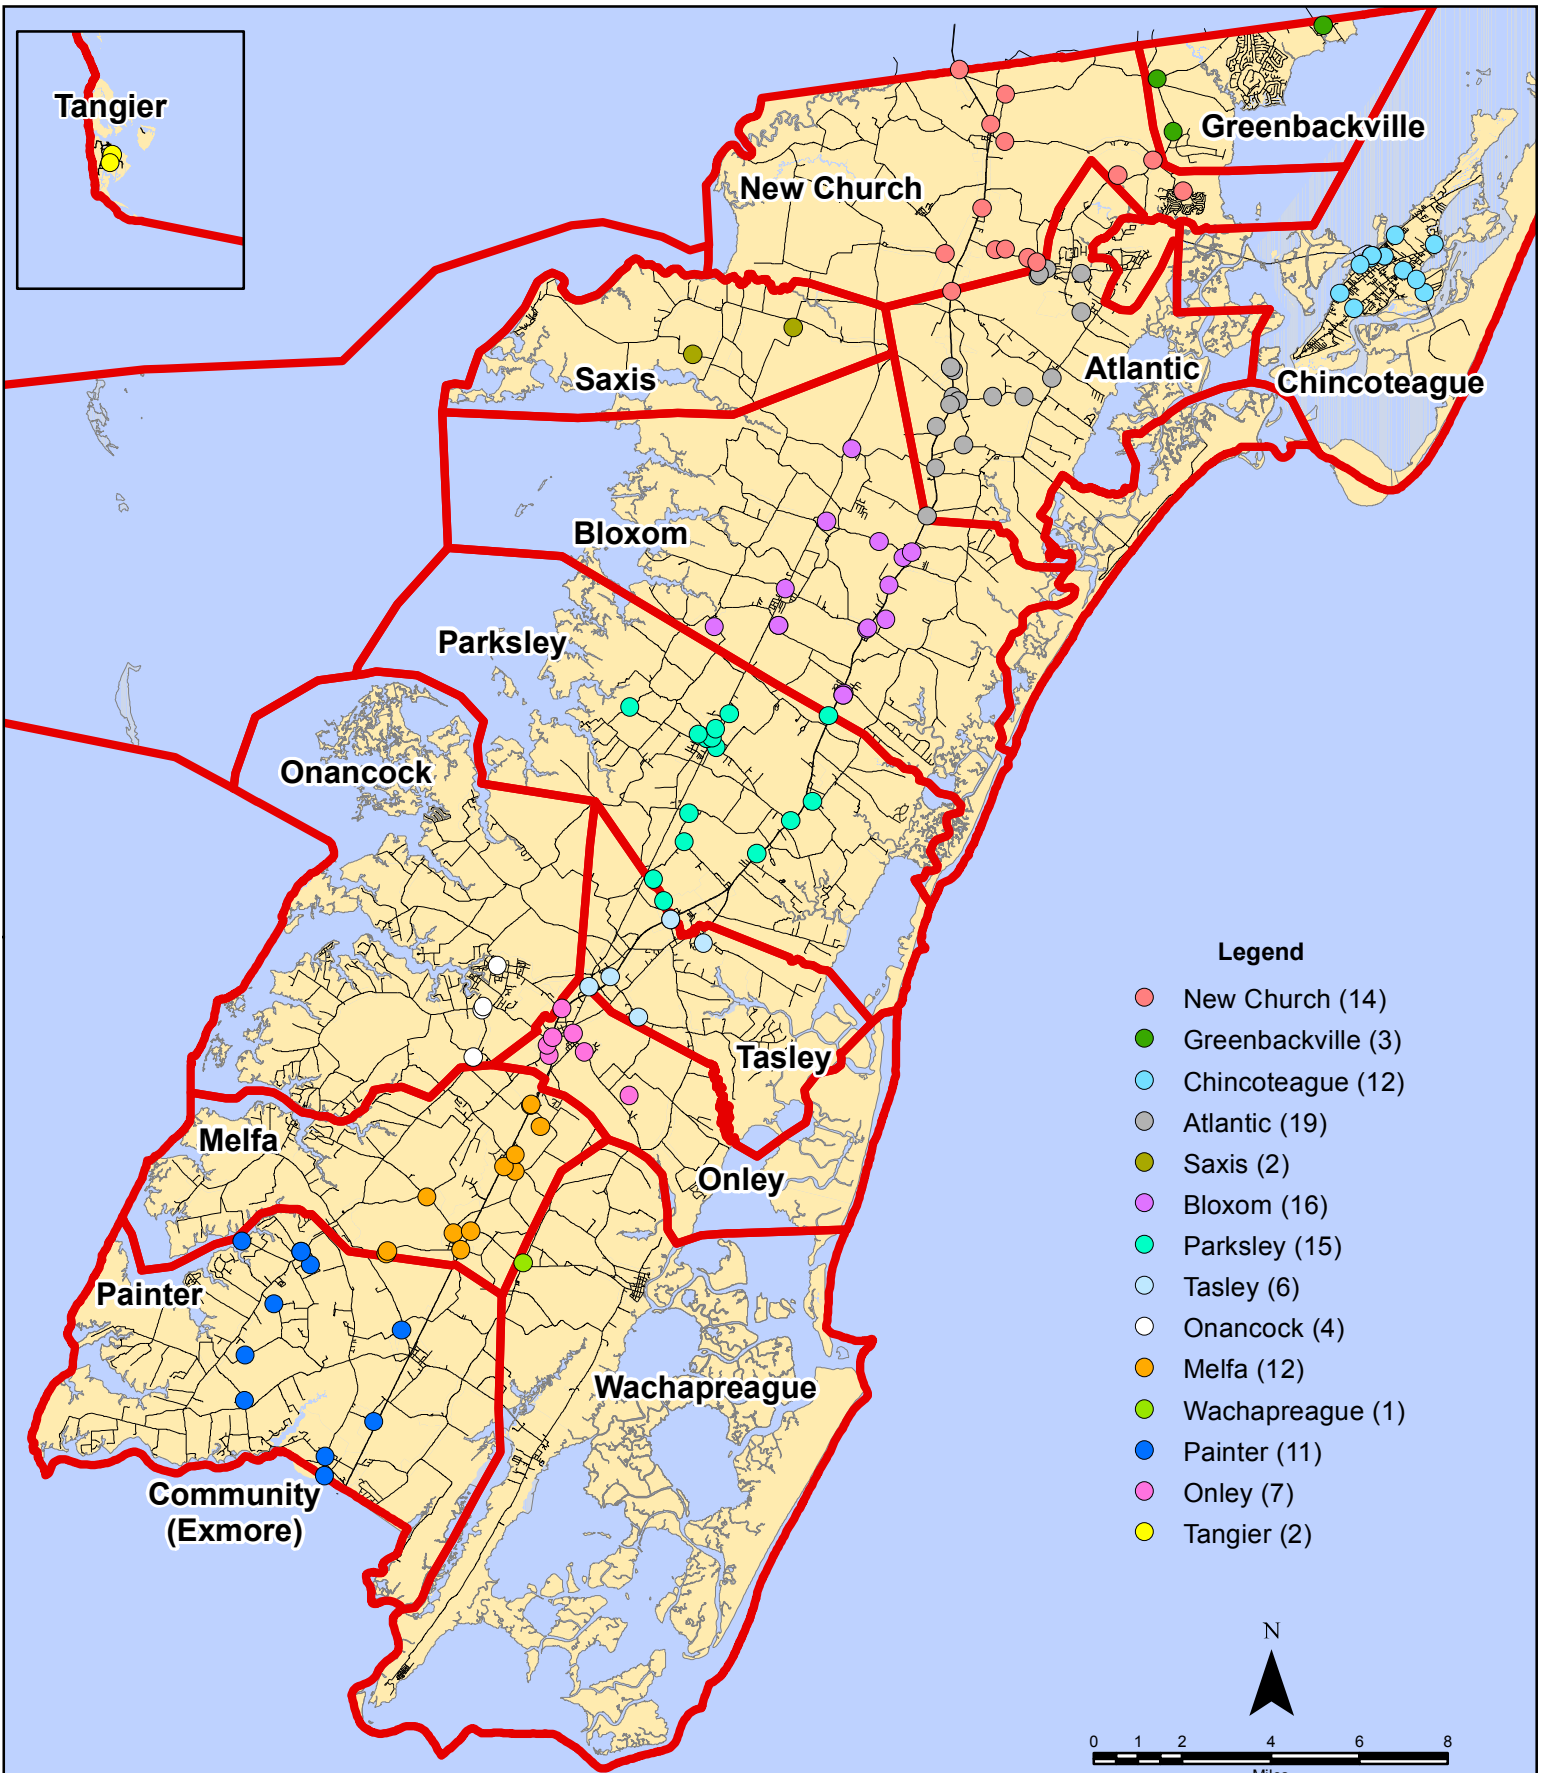 Tangier
Greenbackville
New Church
Atlantic
Saxis
Chincoteague
Bloxom
Parksley
Onancock
Tasley
Melfa
Onley
Painter
Wachapreague
Community
(Exmore)
Legend
New Church (14)
Greenbackville (3)
Chincoteague (12)
Atlantic (19)
Saxis (2)
Bloxom (16)
Parksley (15)
Tasley (6)
Onancock (4)
Melfa (12)
Wachapreague (1)
Painter (11)
Onley (7)
Tangier (2)
N
0 1 2 4 6 8